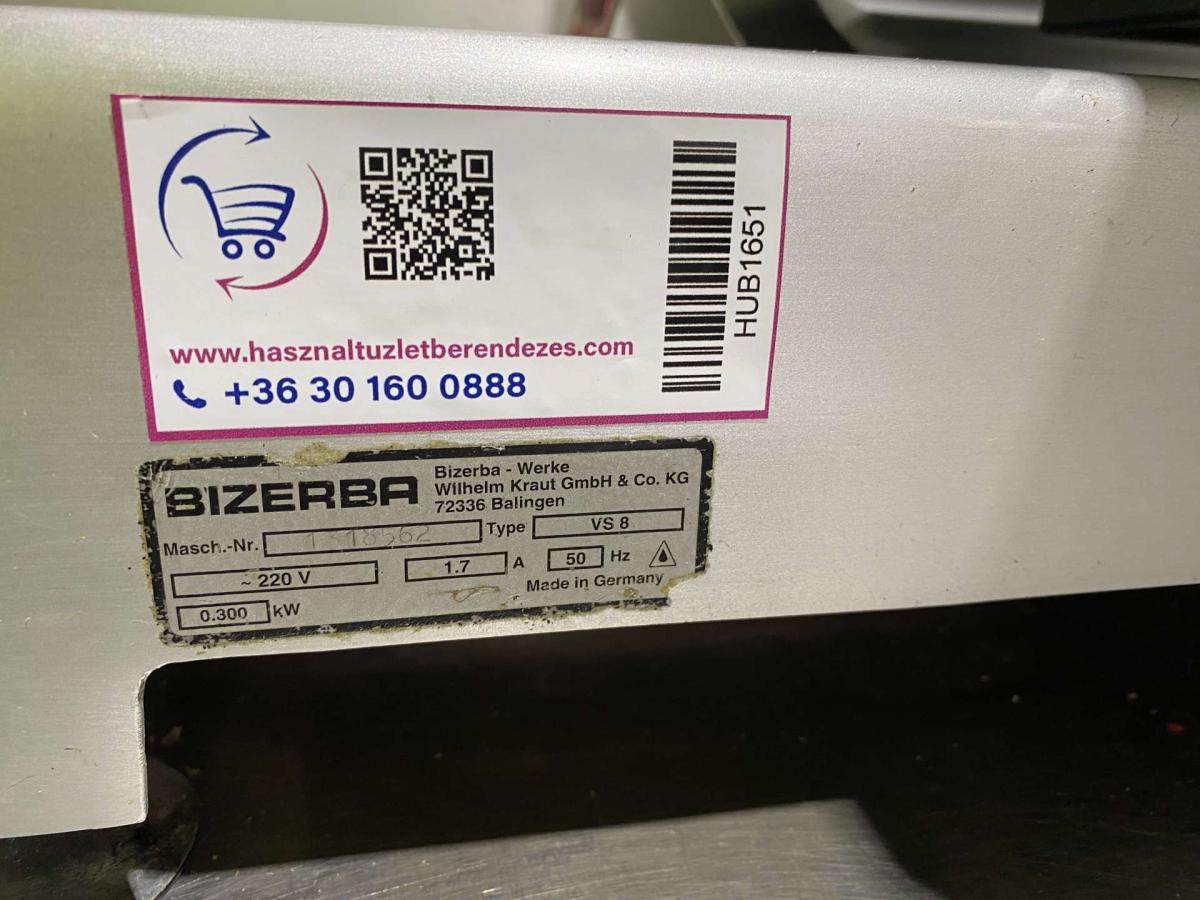 HUB1651
www.hasznaltuzletberendezes.com
+36 30 160 0888
BIZERBA
Bizerba - Werke
Wilhelm Kraut GmbH & Co. KG
72336 Balingen
Masch.-Nr. 1318562 Type VS 8
~ 220 V 1.7 A 50 Hz
Made in Germany
0.300 kW